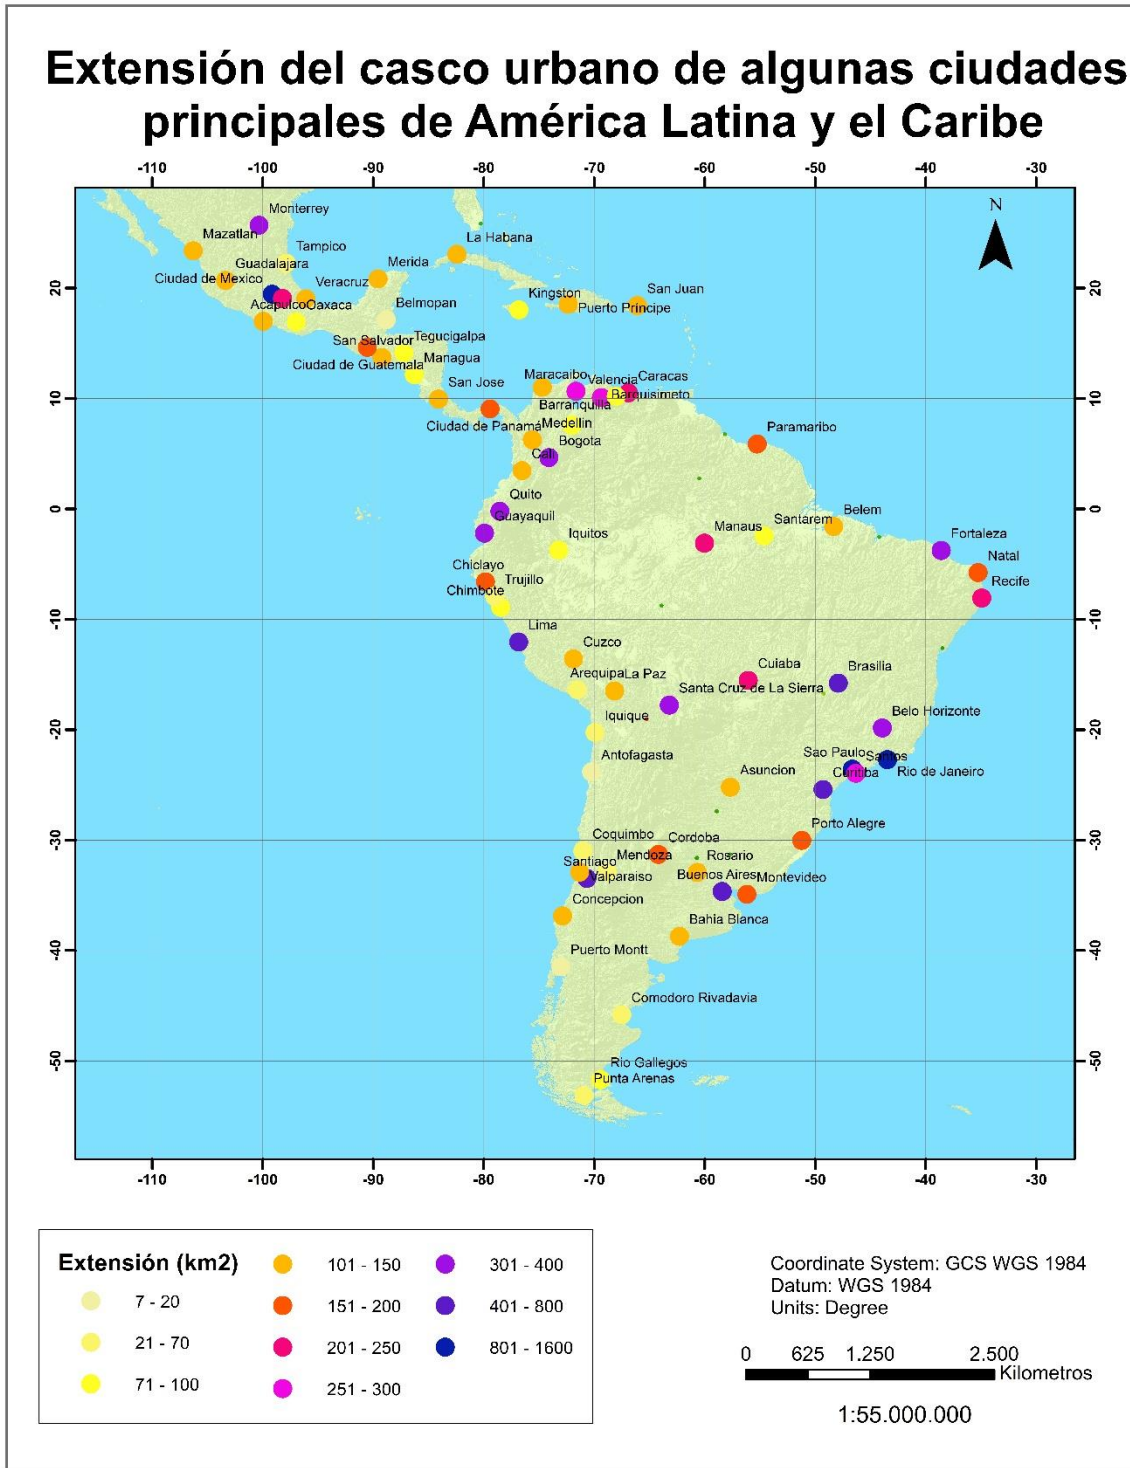 Extensión del casco urbano de algunas ciudades
principales de América Latina y el Caribe
-110 -100 -90 -80 -70 -60 -50 -40 -30
N
Monterrey
Mazatlan
La Habana
Tampico
Guadalajara
Merida
Ciudad de Mexico
Veracruz
20 20
Kingston
San Juan
Belmopan
Acapulco
Oaxaca
Puerto Príncipe
San Salvador
Tegucigalpa
Ciudad de Guatemala
Managua
Maracaibo
Valencia
Caracas
San Jose
Barquisimeto
10 10
Barranquilla
Ciudad de Panamá
Medellin
Paramaribo
Bogota
Cali
Quito
Guayaquil
0 0
Belem
Santarem
Manaus
Iquitos
Fortaleza
Natal
Chiclayo
Trujillo
Recife
Chimbote
-10 -10
Lima
Cuzco
Cuiaba
Brasilia
Arequipa
La Paz
Santa Cruz de La Sierra
Iquique
Belo Horizonte
-20 -20
Sao Paulo
Santos
Antofagasta
Asuncion
Curitiba
Rio de Janeiro
Porto Alegre
-30 -30
Coquimbo
Cordoba
Santiago
Mendoza
Rosario
Valparaiso
Buenos Aires
Montevideo
Concepcion
Bahia Blanca
-40 -40
Puerto Montt
Comodoro Rivadavia
-50 -50
Rio Gallegos
Punta Arenas
-110 -100 -90 -80 -70 -60 -50 -40 -30
Extensión (km2)
7 - 20
21 - 70
71 - 100
101 - 150
151 - 200
201 - 250
251 - 300
301 - 400
401 - 800
801 - 1600
Coordinate System: GCS WGS 1984
Datum: WGS 1984
Units: Degree
0 625 1.250 2.500
Kilometros
1:55.000.000